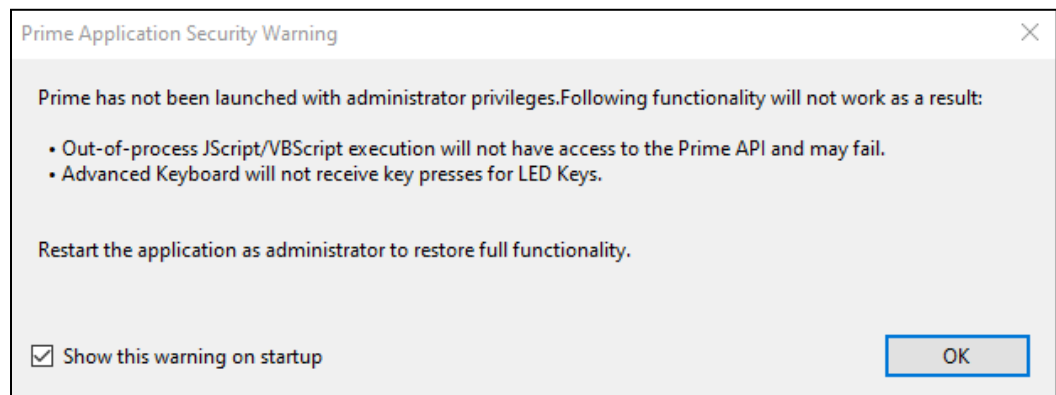 Prime Application Security Warning
Prime has not been launched with administrator privileges.Following functionality will not work as a result:
• Out-of-process JScript/VBScript execution will not have access to the Prime API and may fail.
• Advanced Keyboard will not receive key presses for LED Keys.
Restart the application as administrator to restore full functionality.
Show this warning on startup
OK